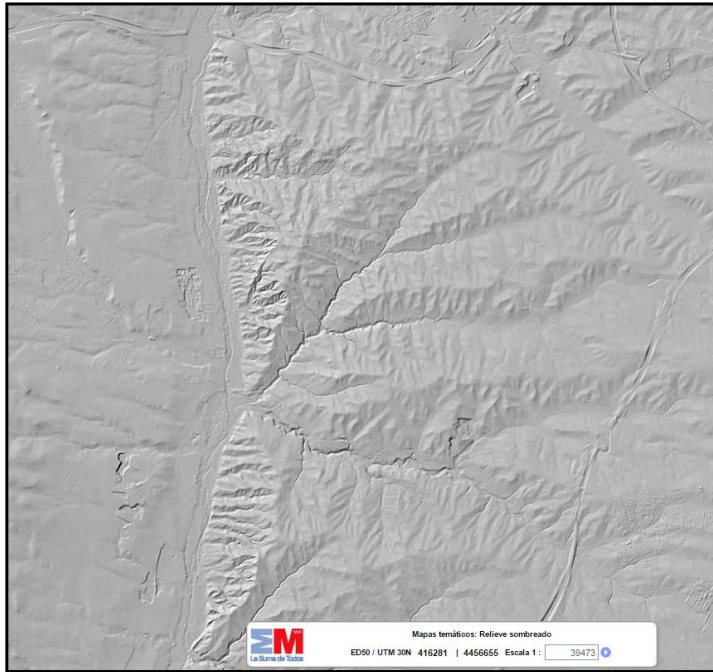 Mapas temáticos: Relieve sombreado
La Suma de Todos
ED50 / UTM 30N 416281 | 4456655 Escala 1 : 39473